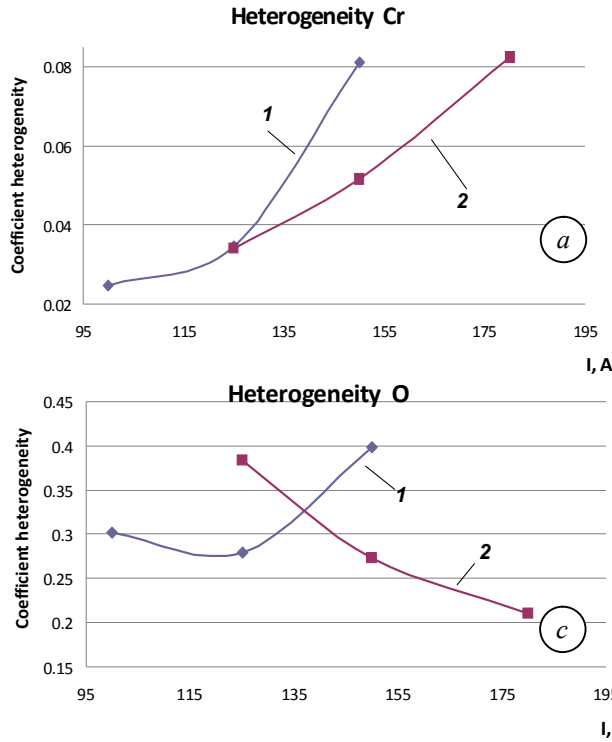 Heterogeneity Cr
Coefficient heterogeneity
0.08
0.06
0.04
0.02
1
2
a
95 115 135 155 175 195
I, A
Heterogeneity O
Coefficient heterogeneity
0.45
0.4
0.35
0.3
0.25
0.2
0.15
1
2
c
95 115 135 155 175 195
I,